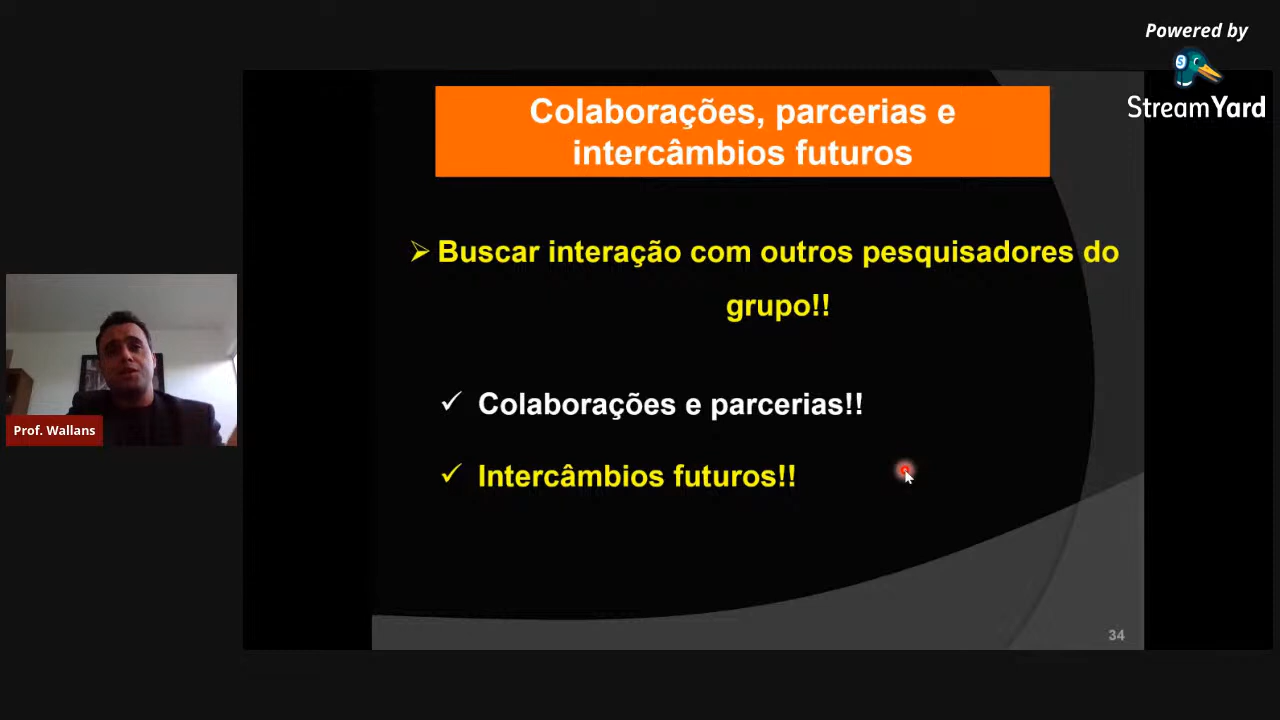 Powered by
StreamYard
Colaborações, parcerias e
intercâmbios futuros
Buscar interação com outros pesquisadores do
grupo!!
Colaborações e parcerias!!
Intercâmbios futuros!!
Prof. Wallans
34